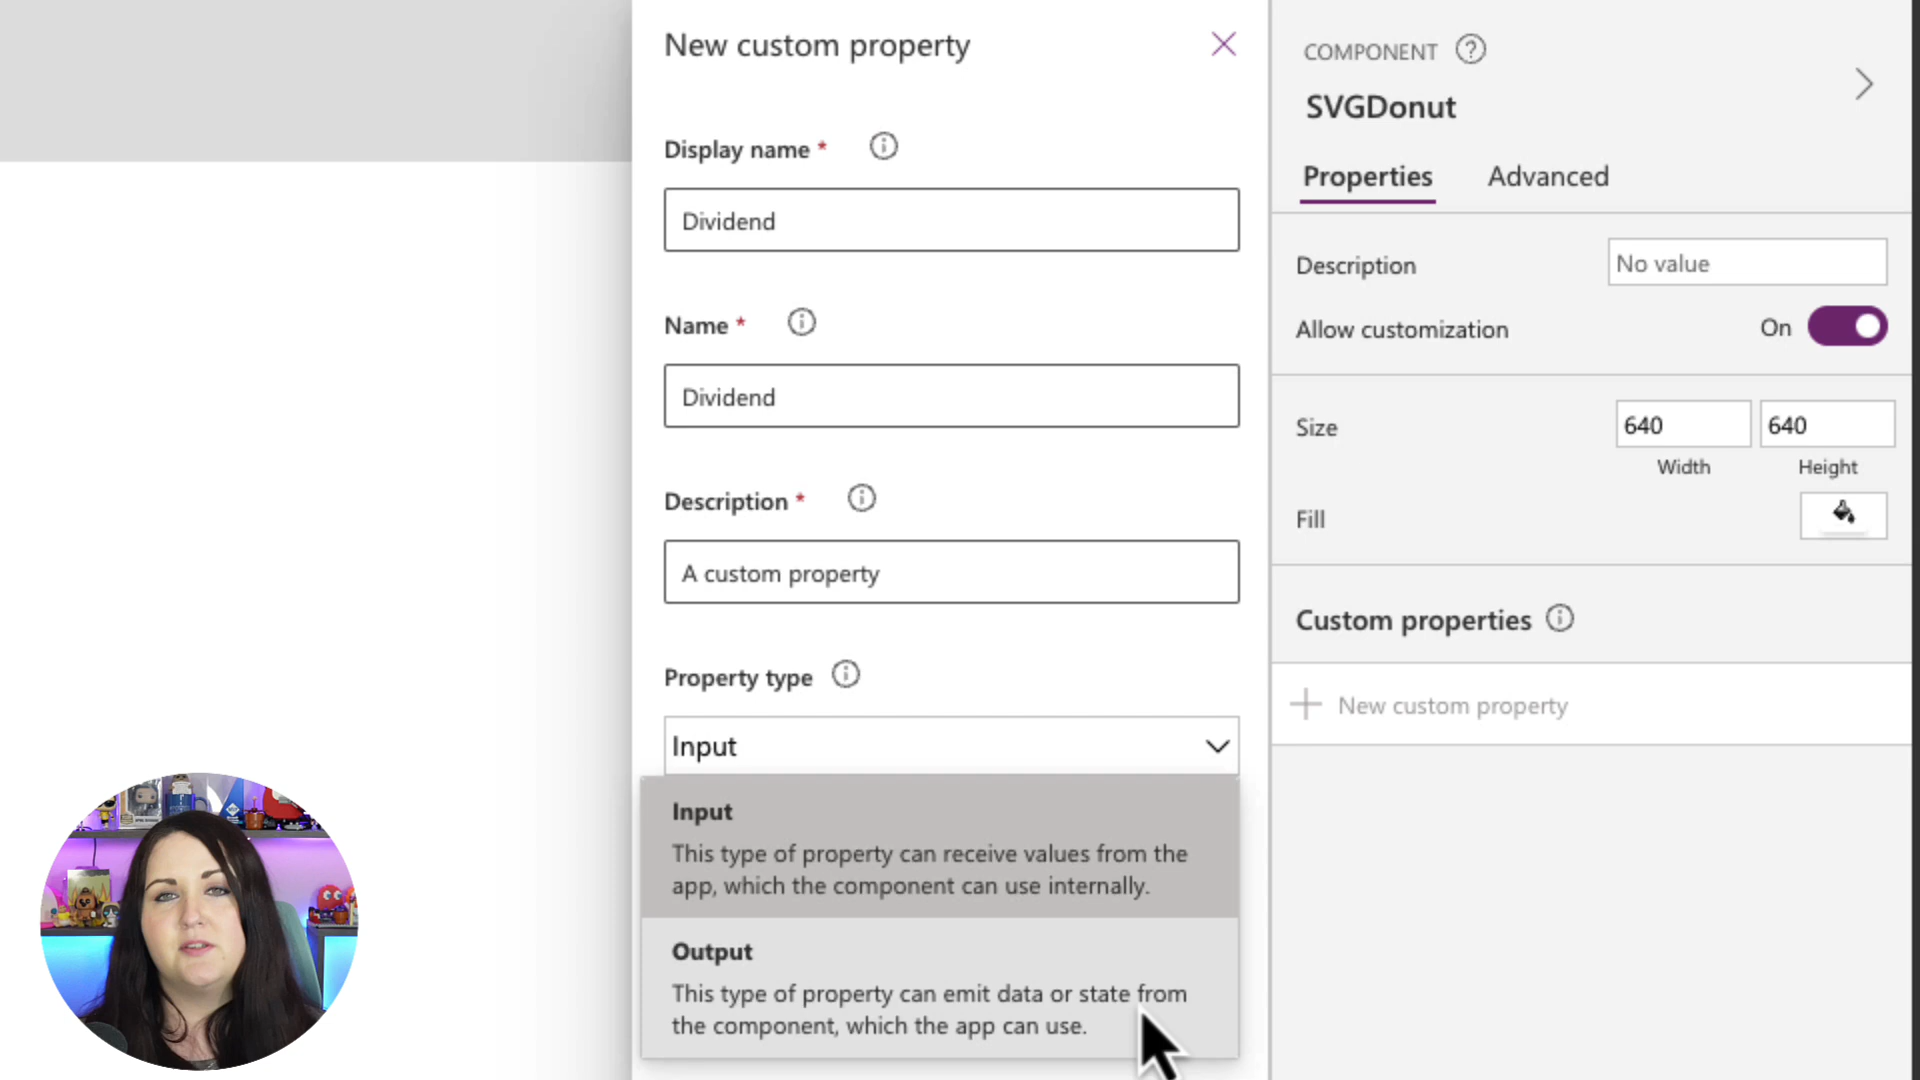 New custom property
Display name *
Dividend
Name *
Dividend
Description *
A custom property
Property type
Input
Input
This type of property can receive values from the
app, which the component can use internally.
Output
This type of property can emit data or state from
the component, which the app can use.
COMPONENT
SVGDonut
Properties Advanced
Description No value
Allow customization On
Size 640 640
Width Height
Fill
Custom properties
New custom property